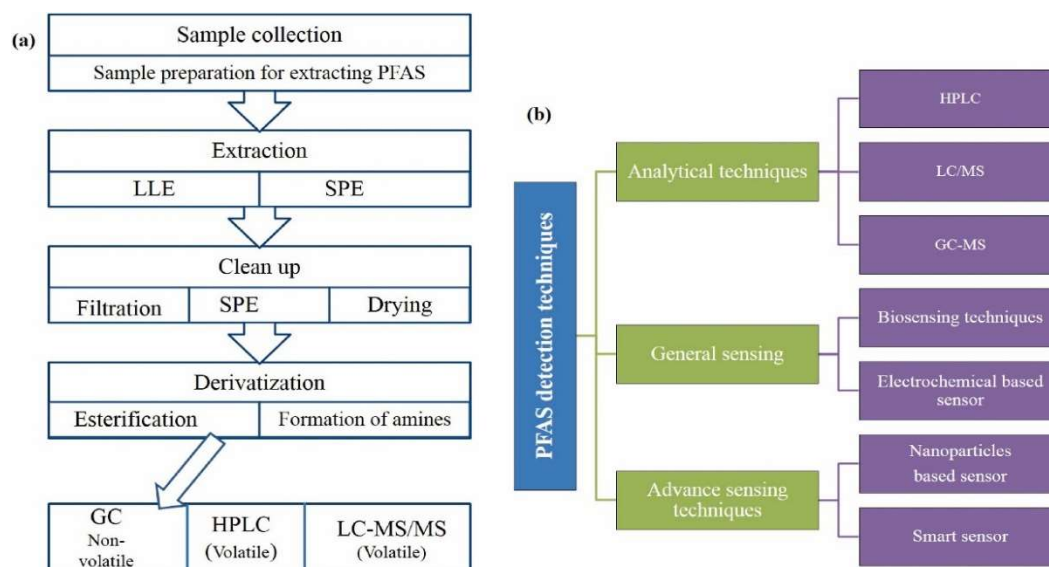 (a)
Sample collection
Sample preparation for extracting PFAS
Extraction
LLE
SPE
Clean up
Filtration
SPE
Drying
Derivatization
Esterification
Formation of amines
GC
Non-
volatile
HPLC
(Volatile)
LC-MS/MS
(Volatile)
(b)
PFAS detection techniques
Analytical techniques
HPLC
LC/MS
GC-MS
General sensing
Biosensing techniques
Electrochemical based
sensor
Advance sensing
techniques
Nanoparticles
based sensor
Smart sensor